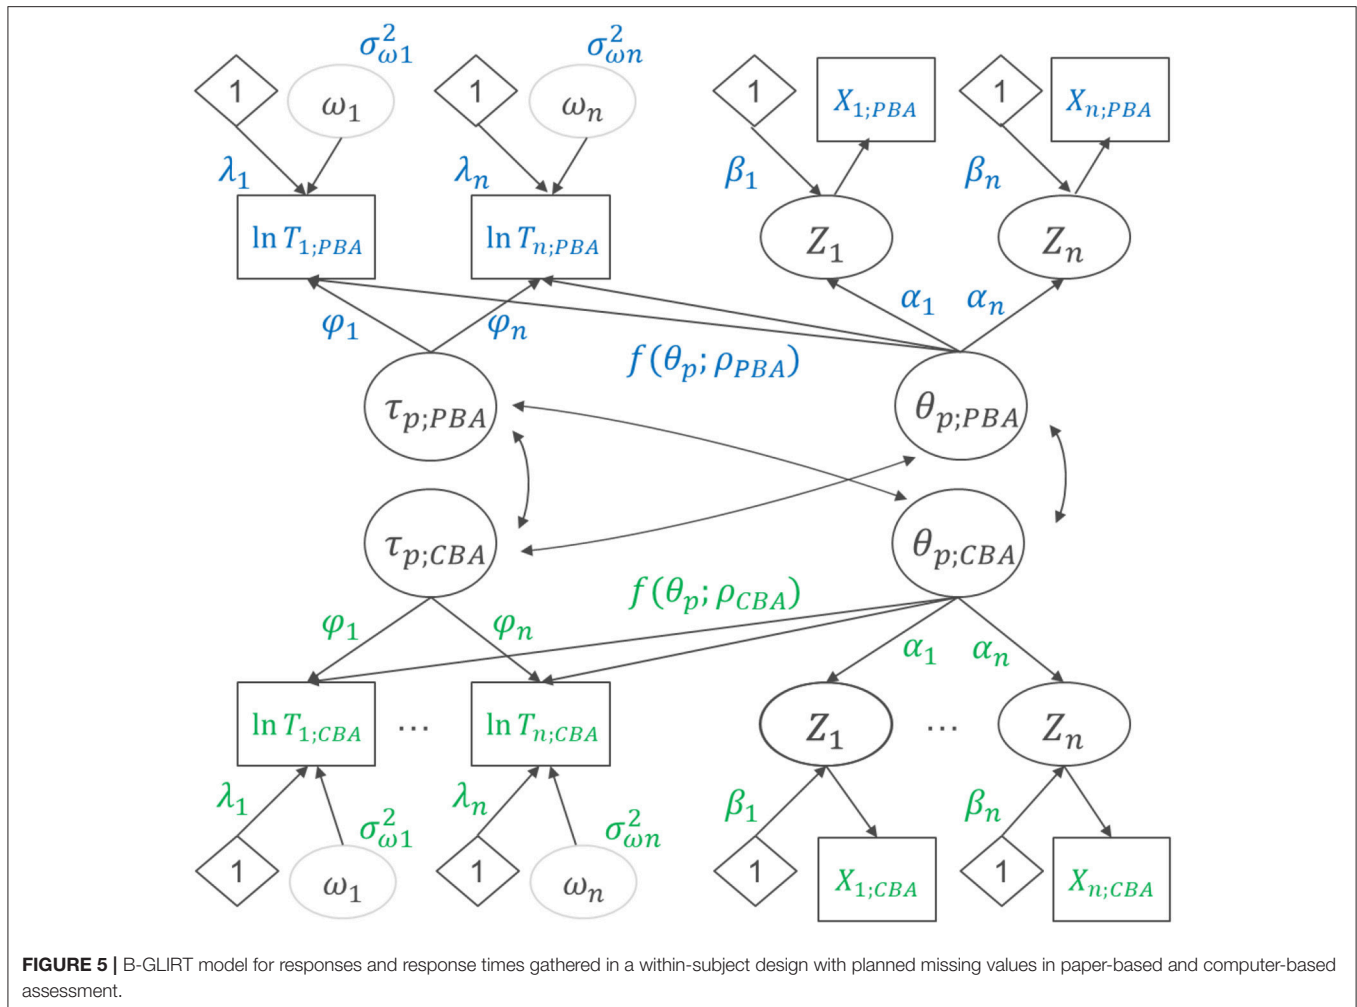 σ²ω1 σ²ωn
1 ω1 1 ωn 1 X1;PBA 1 Xn;PBA
λ1 λn β1 βn
ln T1;PBA ln Tn;PBA Z1 Zn
φ1 φn α1 αn
f(θp; ρPBA)
τp;PBA θp;PBA
τp;CBA θp;CBA
f(θp; ρCBA)
φ1 φn α1 αn
ln T1;CBA … ln Tn;CBA Z1 … Zn
λ1 λn β1 βn
σ²ω1 σ²ωn
1 ω1 1 ωn 1 X1;CBA 1 Xn;CBA
FIGURE 5 | B-GLIRT model for responses and response times gathered in a within-subject design with planned missing values in paper-based and computer-based
assessment.